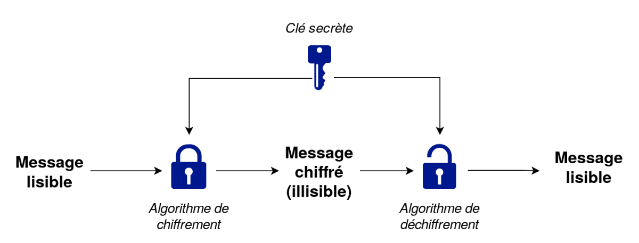 Clé secrète
Message
lisible
Message
chiffré
(illisible)
Message
lisible
Algorithme de
chiffrement
Algorithme de
déchiffrement